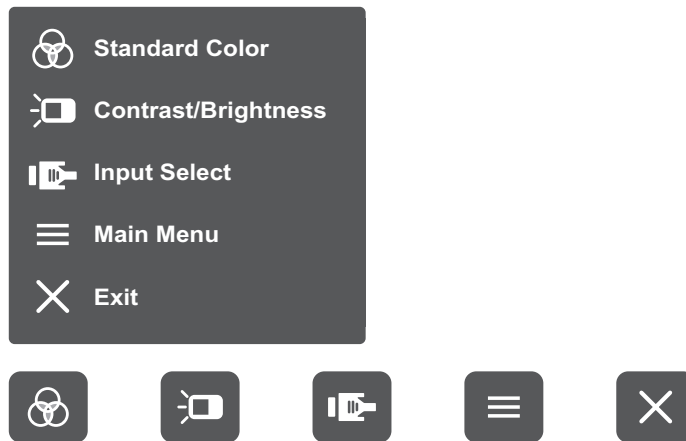 Standard Color
Contrast/Brightness
Input Select
Main Menu
Exit